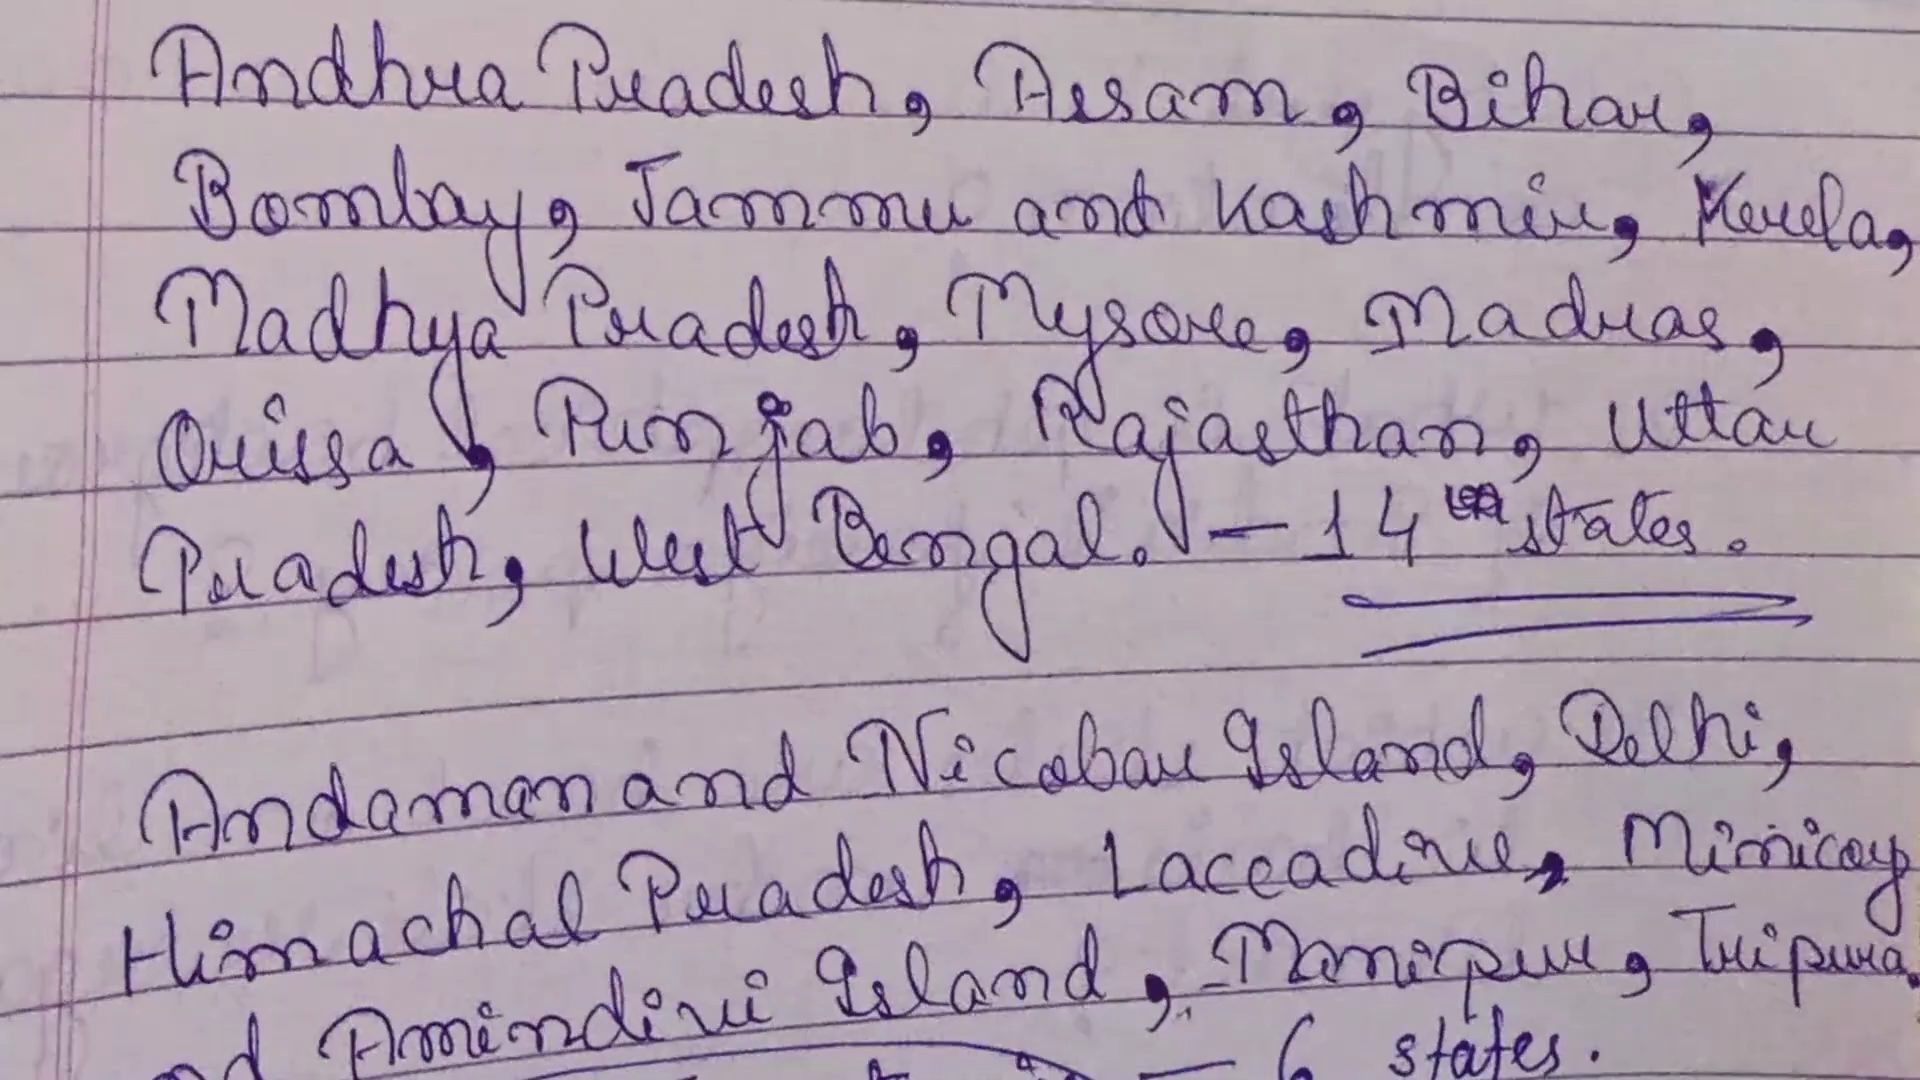 Andhra Pradesh, Assam, Bihar,
Bombay, Jammu and Kashmir, Kerela,
Madhya Pradesh, Mysore, Madras,
Orissa, Punjab, Rajasthan, Uttar
Pradesh, West Bengal. - 14 states.
Andaman and Nicobar Island, Delhi,
Himachal Pradesh, Laccadive, Minicoy
nd Amindivi Island, Manipur, Tripura.
- 6 states.